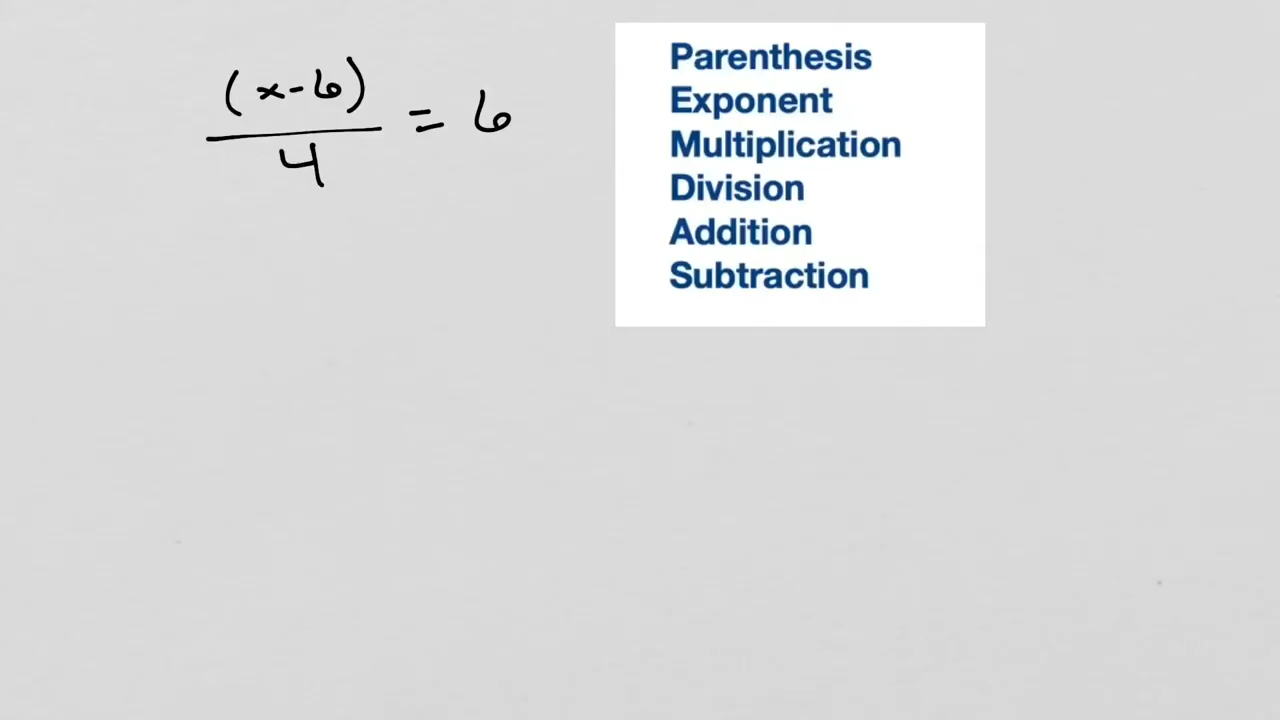 (x-6)
4
= 6
Parenthesis
Exponent
Multiplication
Division
Addition
Subtraction